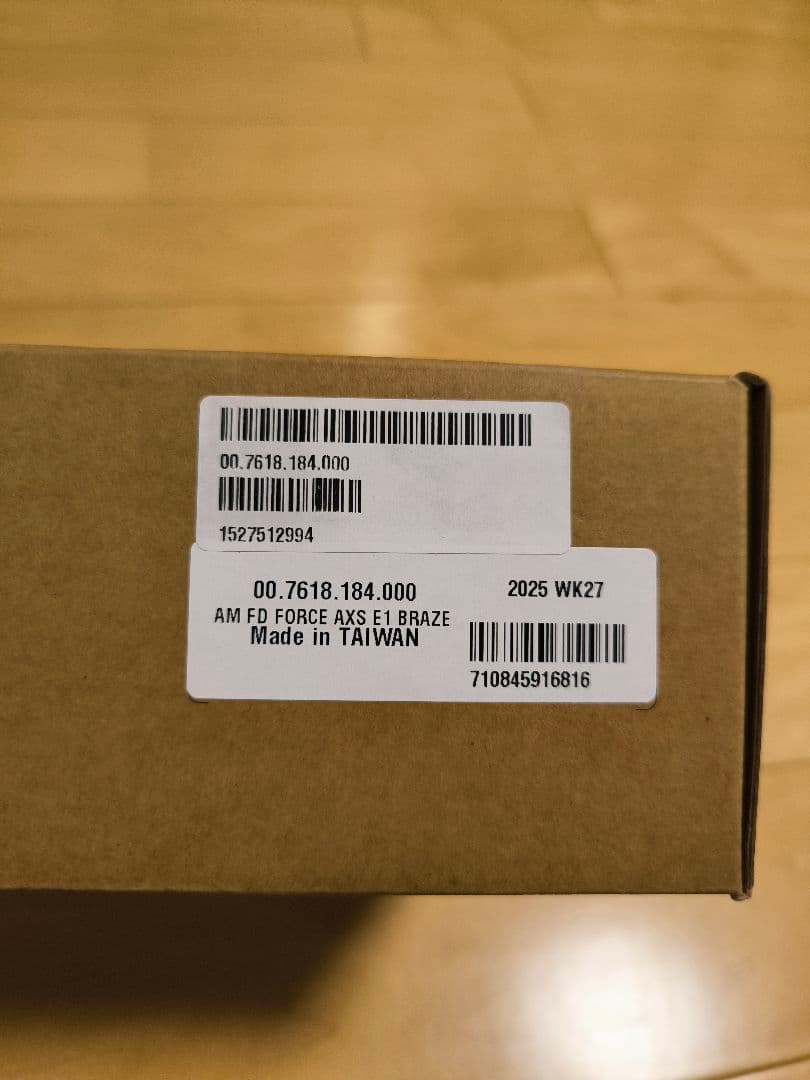 00.7618.184.000
1527512994
00.7618.184.000
2025 WK27
AM FD FORCE AXS E1 BRAZE
Made in TAIWAN
710845916816